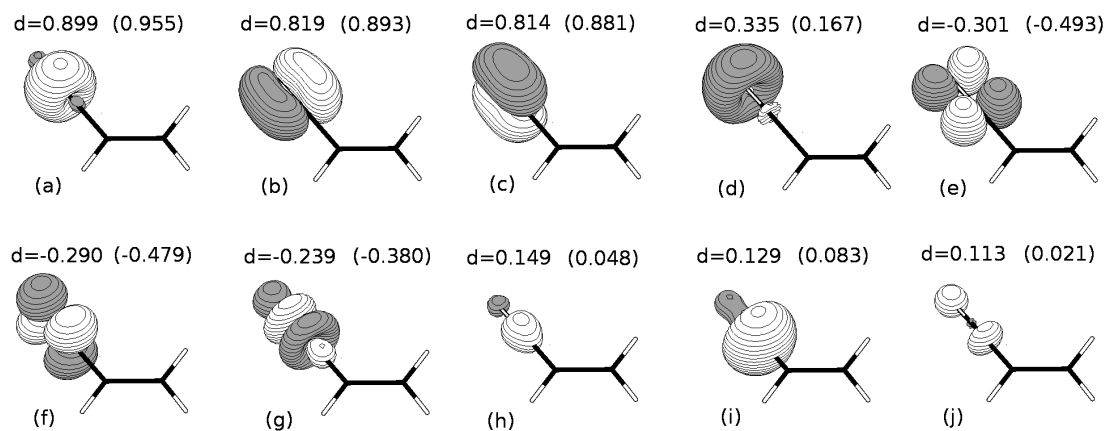 d=0.899 (0.955) d=0.819 (0.893) d=0.814 (0.881) d=0.335 (0.167) d=-0.301 (-0.493)
(a) (b) (c) (d) (e)
d=-0.290 (-0.479) d=-0.239 (-0.380) d=0.149 (0.048) d=0.129 (0.083) d=0.113 (0.021)
(f) (g) (h) (i) (j)